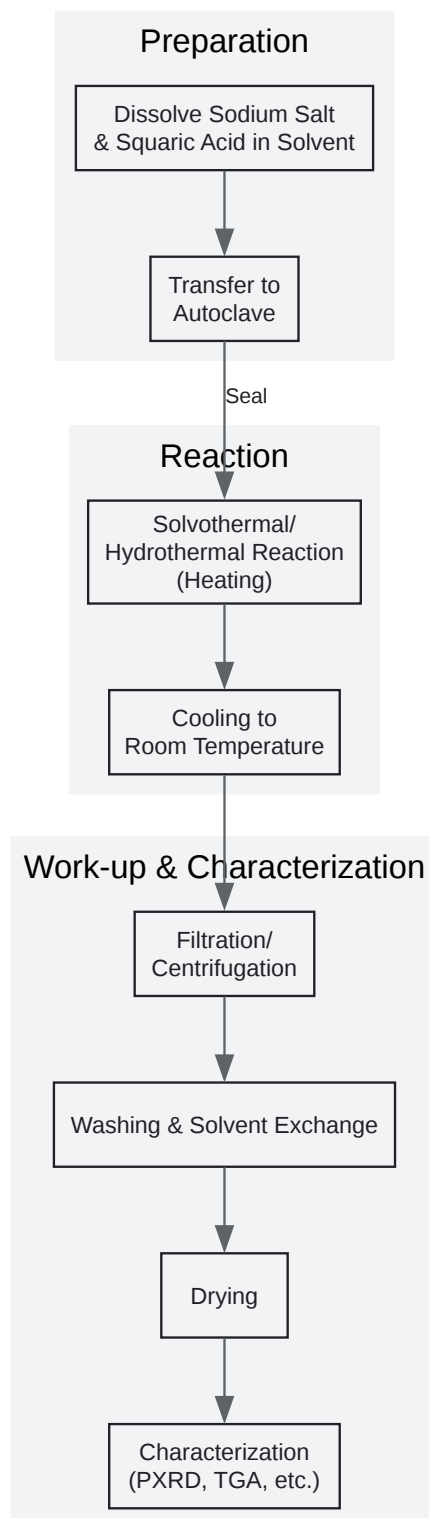 Preparation
Dissolve Sodium Salt
& Squaric Acid in Solvent
Transfer to
Autoclave
Seal
Reaction
Solvothermal/
Hydrothermal Reaction
(Heating)
Cooling to
Room Temperature
Work-up & Characterization
Filtration/
Centrifugation
Washing & Solvent Exchange
Drying
Characterization
(PXRD, TGA, etc.)